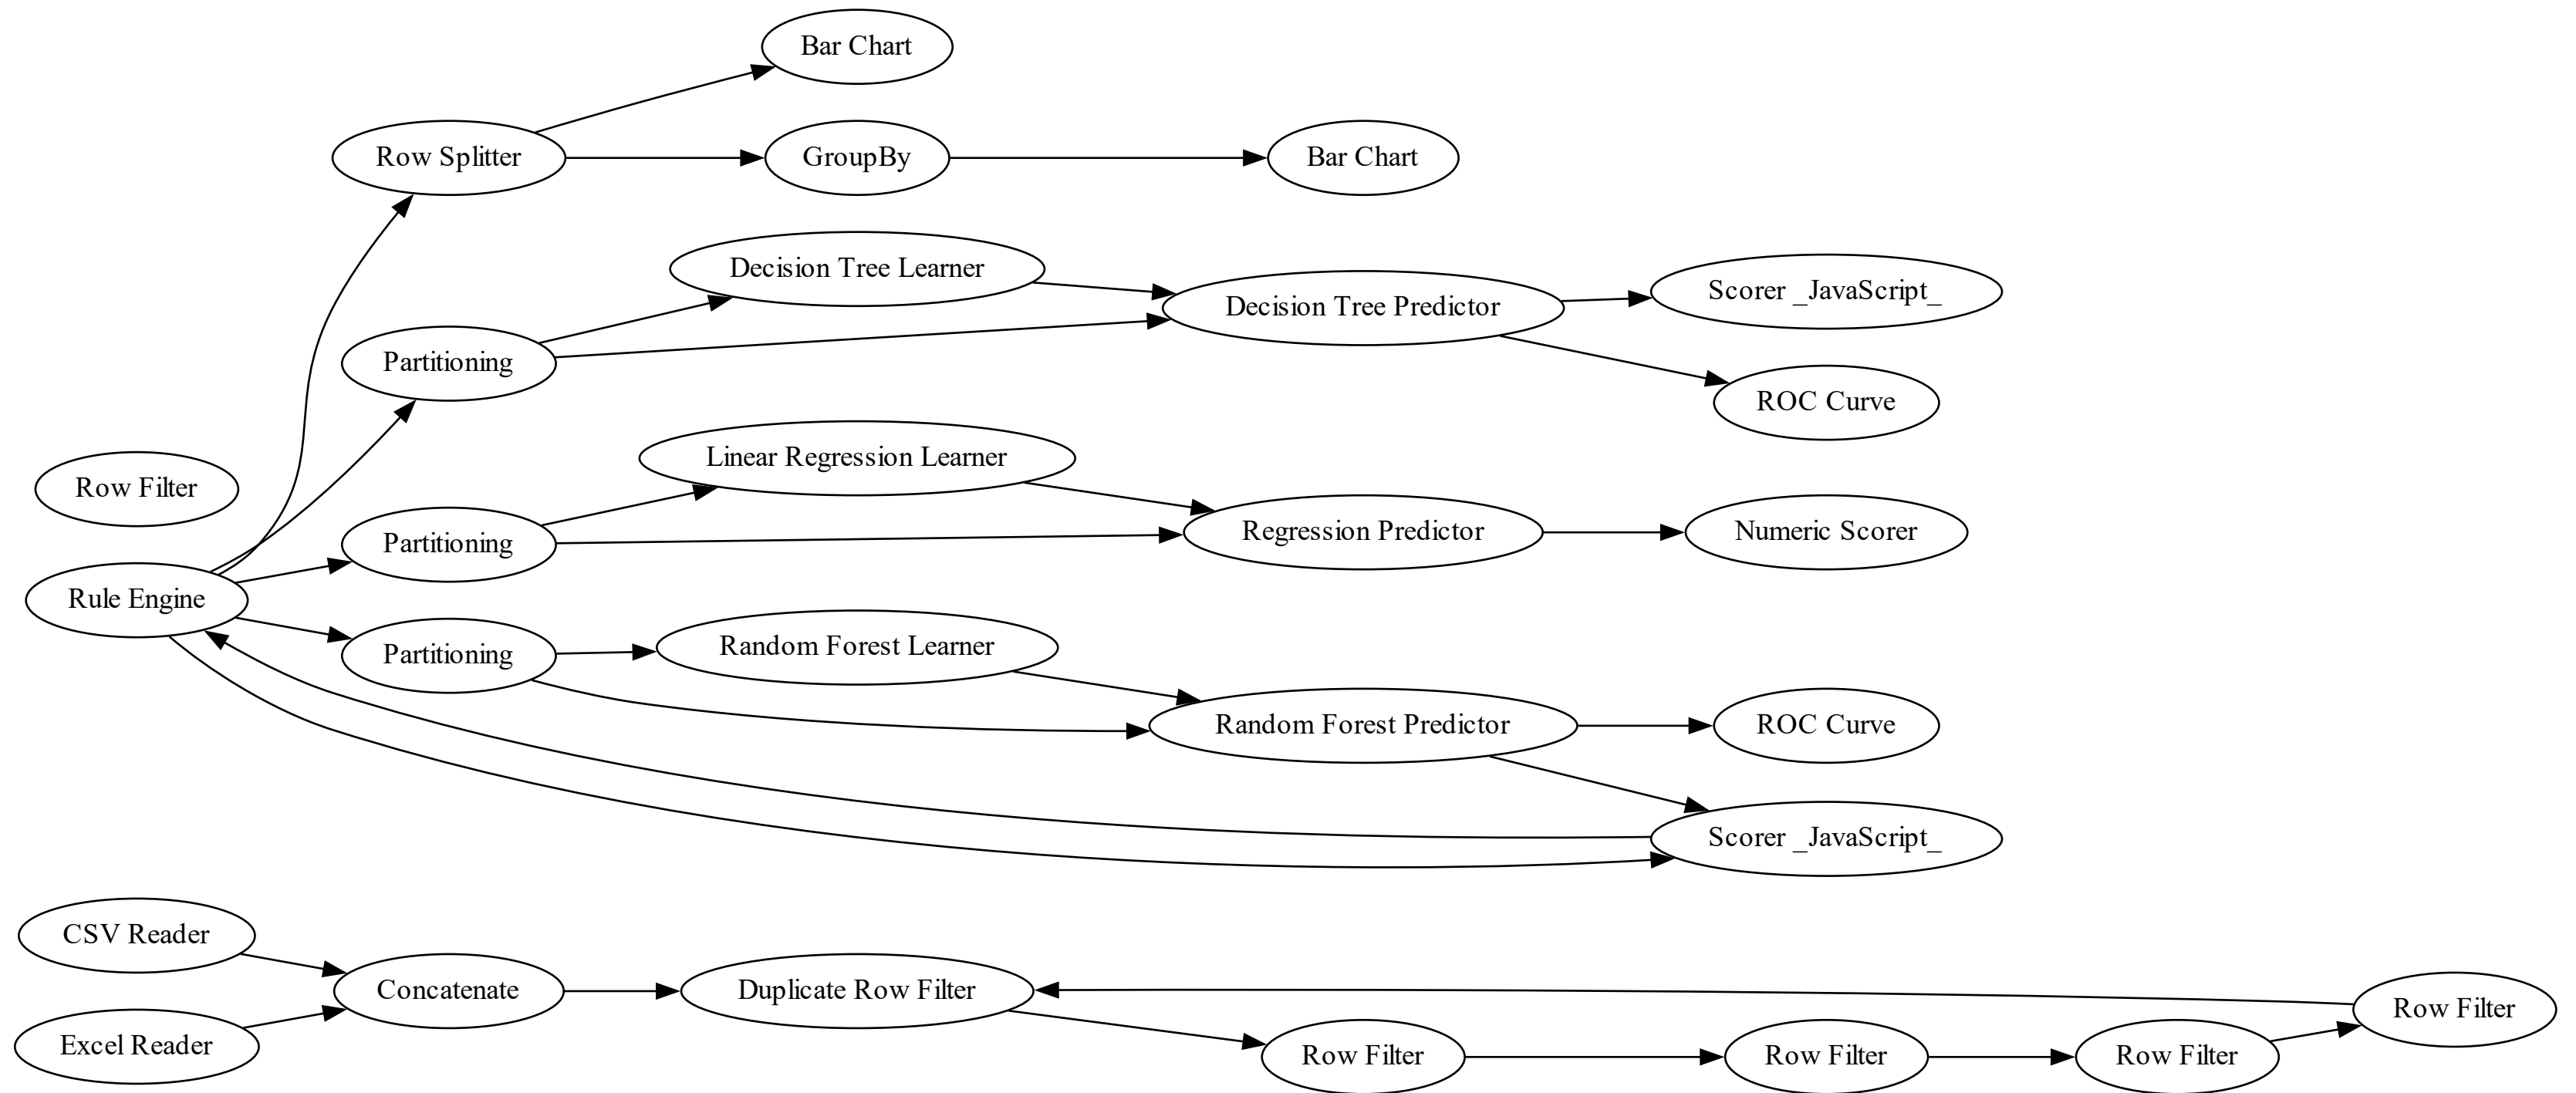 Bar Chart
Row Splitter
GroupBy
Bar Chart
Decision Tree Learner
Decision Tree Predictor
Scorer _JavaScript_
Partitioning
ROC Curve
Linear Regression Learner
Row Filter
Partitioning
Regression Predictor
Numeric Scorer
Rule Engine
Partitioning
Random Forest Learner
Random Forest Predictor
ROC Curve
Scorer _JavaScript_
CSV Reader
Concatenate
Duplicate Row Filter
Row Filter
Excel Reader
Row Filter
Row Filter
Row Filter